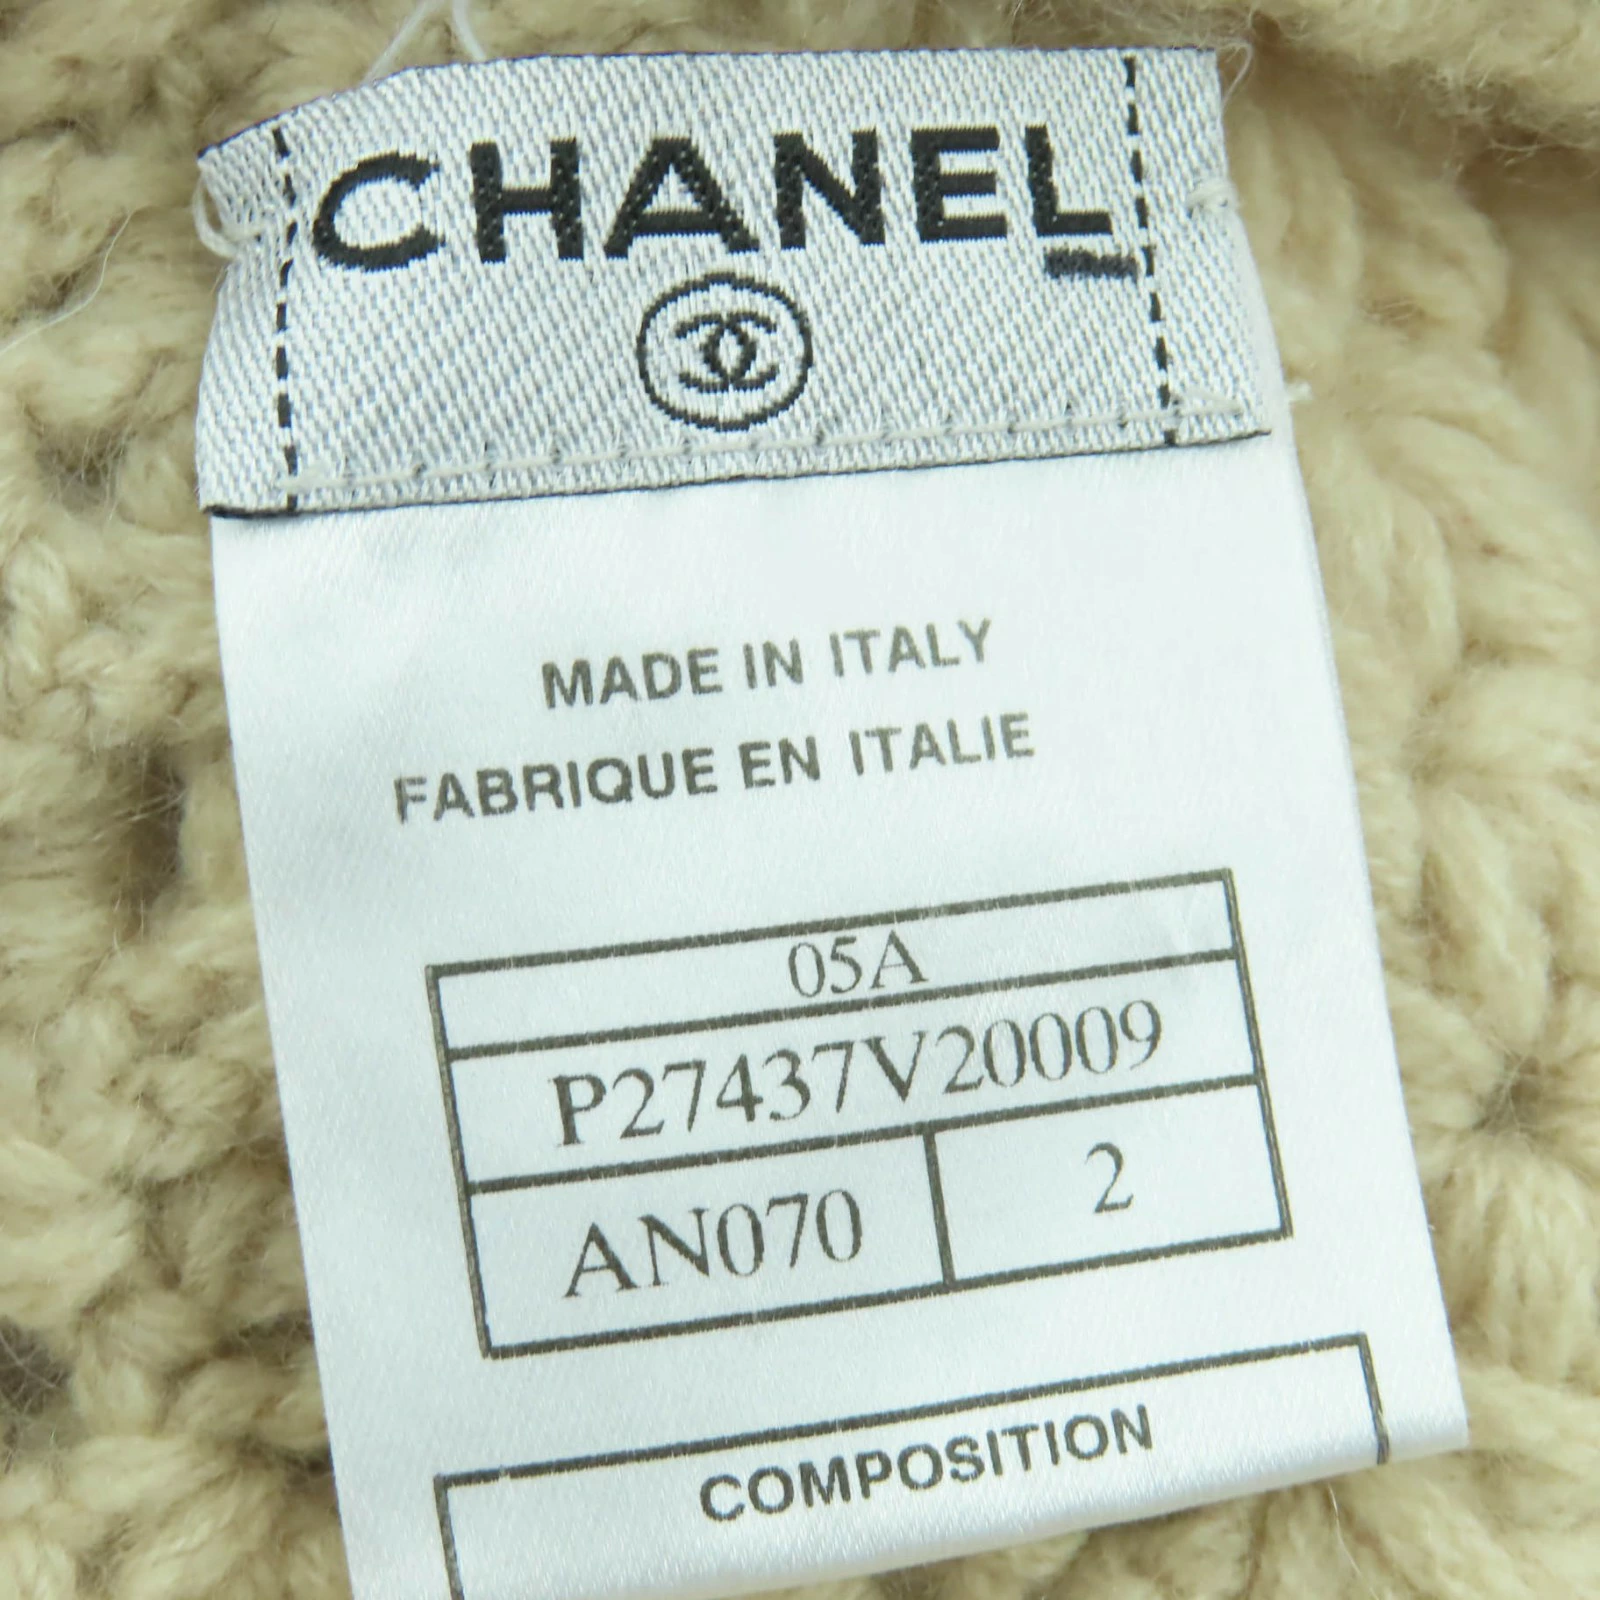 CHANEL
MADE IN ITALY
FABRIQUE EN ITALIE
05A
P27437V20009
AN070 2
COMPOSITION